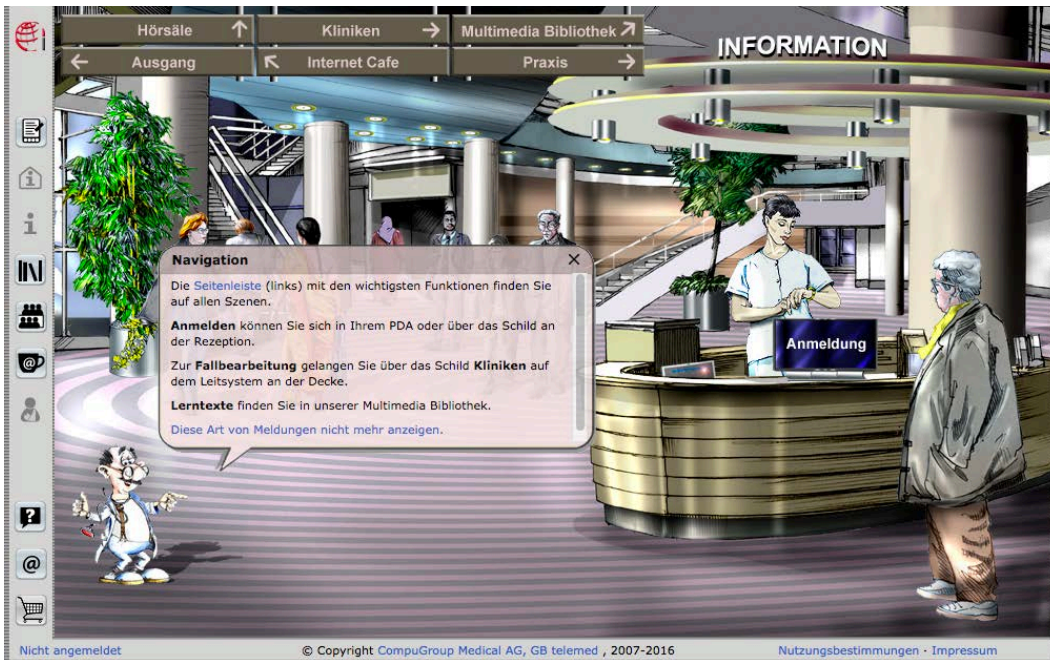 Hörsäle
Kliniken
Multimedia Bibliothek
INFORMATION
Ausgang
Internet Cafe
Praxis
Navigation
Die Seitenleiste (links) mit den wichtigsten Funktionen finden Sie
auf allen Szenen.
Anmelden können Sie sich in Ihrem PDA oder über das Schild an
der Rezeption.
Zur Fallbearbeitung gelangen Sie über das Schild Kliniken auf
dem Leitsystem an der Decke.
Lerntexte finden Sie in unserer Multimedia Bibliothek.
Diese Art von Meldungen nicht mehr anzeigen.
Anmeldung
Nicht angemeldet
© Copyright CompuGroup Medical AG, GB telemed , 2007-2016
Nutzungsbestimmungen · Impressum